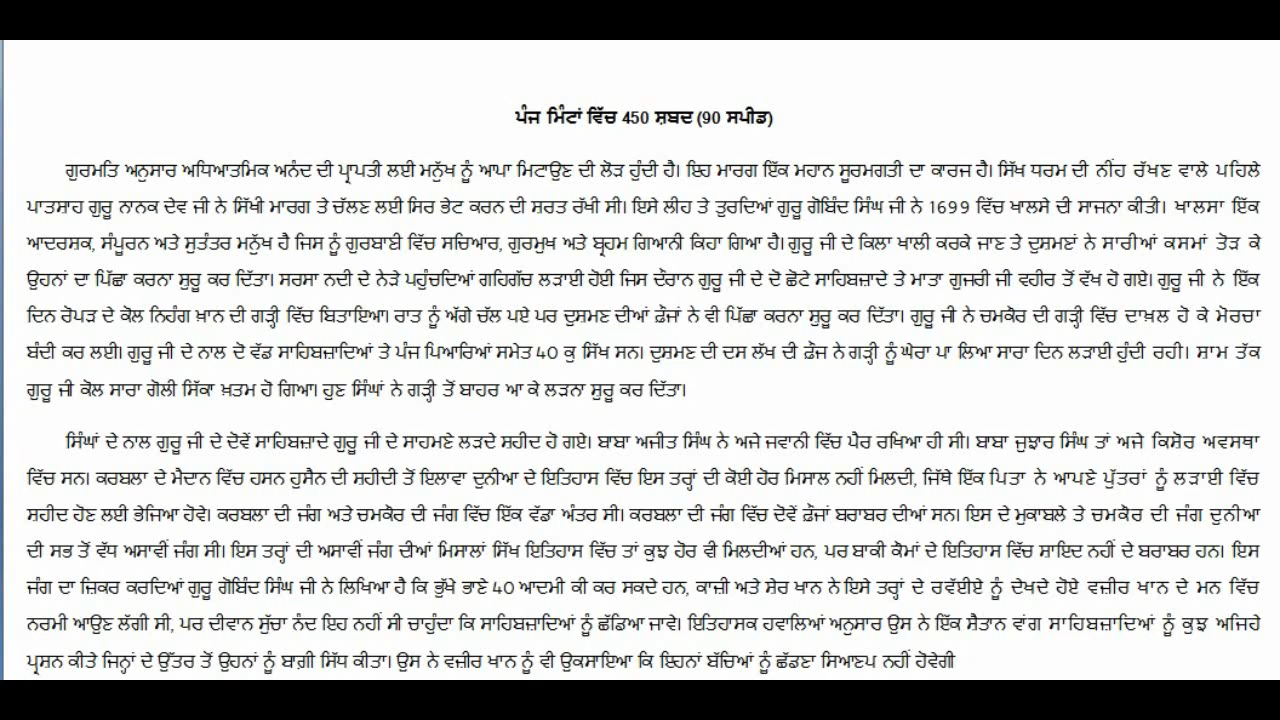 ਪੰਜ ਮਿੰਟਾਂ ਵਿੱਚ 450 ਸ਼ਬਦ (90 ਸਪੀਡ)
ਗੁਰਮਤਿ ਅਨੁਸਾਰ ਅਧਿਆਤਮਿਕ ਅਨੰਦ ਦੀ ਪ੍ਰਾਪਤੀ ਲਈ ਮਨੁੱਖ ਨੂੰ ਆਪਾ ਮਿਟਾਉਣ ਦੀ ਲੋੜ ਹੁੰਦੀ ਹੈ। ਇਹ ਮਾਰਗ ਇੱਕ ਮਹਾਨ ਸੂਰਮਗਤੀ ਦਾ ਕਾਰਜ ਹੈ। ਸਿੱਖ ਧਰਮ ਦੀ ਨੀਂਹ ਰੱਖਣ ਵਾਲੇ ਪਹਿਲੇ
ਪਾਤਸ਼ਾਹ ਗੁਰੂ ਨਾਨਕ ਦੇਵ ਜੀ ਨੇ ਸਿੱਖੀ ਮਾਰਗ ਤੇ ਚੱਲਣ ਲਈ ਸਿਰ ਭੇਟ ਕਰਨ ਦੀ ਸ਼ਰਤ ਰੱਖੀ ਸੀ। ਇਸੇ ਲੀਹ ਤੇ ਤੁਰਦਿਆਂ ਗੁਰੂ ਗੋਬਿੰਦ ਸਿੰਘ ਜੀ ਨੇ 1699 ਵਿੱਚ ਖਾਲਸੇ ਦੀ ਸਾਜਨਾ ਕੀਤੀ। ਖਾਲਸਾ ਇੱਕ
ਆਦਰਸ਼ਕ, ਸੰਪੂਰਨ ਅਤੇ ਸੁਤੰਤਰ ਮਨੁੱਖ ਹੈ ਜਿਸ ਨੂੰ ਗੁਰਬਾਈ ਵਿੱਚ ਸਚਿਆਰ, ਗੁਰਮੁਖ ਅਤੇ ਬ੍ਰਹਮ ਗਿਆਨੀ ਕਿਹਾ ਗਿਆ ਹੈ। ਗੁਰੂ ਜੀ ਦੇ ਕਿਲਾ ਖਾਲੀ ਕਰਕੇ ਜਾਣ ਤੇ ਦੁਸ਼ਮਣਾਂ ਨੇ ਸਾਰੀਆਂ ਕਸਮਾਂ ਤੋੜ ਕੇ
ਉਹਨਾਂ ਦਾ ਪਿੱਛਾ ਕਰਨਾ ਸ਼ੁਰੂ ਕਰ ਦਿੱਤਾ। ਸਰਸਾ ਨਦੀ ਦੇ ਨੇੜੇ ਪਹੁੰਚਦਿਆਂ ਗਹਿਗੱਚ ਲੜਾਈ ਹੋਈ ਜਿਸ ਦੌਰਾਨ ਗੁਰੂ ਜੀ ਦੇ ਦੋ ਛੋਟੇ ਸਾਹਿਬਜ਼ਾਦੇ ਤੇ ਮਾਤਾ ਗੁਜਰੀ ਜੀ ਵਹੀਰ ਤੋਂ ਵੱਖ ਹੋ ਗਏ। ਗੁਰੂ ਜੀ ਨੇ ਇੱਕ
ਦਿਨ ਰੋਪੜ ਦੇ ਕੋਲ ਨਿਹੰਗ ਖ਼ਾਨ ਦੀ ਗੜ੍ਹੀ ਵਿੱਚ ਬਿਤਾਇਆ। ਰਾਤ ਨੂੰ ਅੱਗੇ ਚੱਲ ਪਏ ਪਰ ਦੁਸ਼ਮਣ ਦੀਆਂ ਫ਼ੌਜਾਂ ਨੇ ਵੀ ਪਿੱਛਾ ਕਰਨਾ ਸ਼ੁਰੂ ਕਰ ਦਿੱਤਾ। ਗੁਰੂ ਜੀ ਨੇ ਚਮਕੌਰ ਦੀ ਗੜ੍ਹੀ ਵਿੱਚ ਦਾਖ਼ਲ ਹੋ ਕੇ ਮੋਰਚਾ
ਬੰਦੀ ਕਰ ਲਈ। ਗੁਰੂ ਜੀ ਦੇ ਨਾਲ ਦੋ ਵੱਡ ਸਾਹਿਬਜ਼ਾਦਿਆਂ ਤੇ ਪੰਜ ਪਿਆਰਿਆਂ ਸਮੇਤ 40 ਕੁ ਸਿੱਖ ਸਨ। ਦੁਸ਼ਮਣ ਦੀ ਦਸ ਲੱਖ ਦੀ ਫ਼ੌਜ ਨੇ ਗੜ੍ਹੀ ਨੂੰ ਘੇਰਾ ਪਾ ਲਿਆ ਸਾਰਾ ਦਿਨ ਲੜਾਈ ਹੁੰਦੀ ਰਹੀ। ਸ਼ਾਮ ਤੱਕ
ਗੁਰੂ ਜੀ ਕੋਲ ਸਾਰਾ ਗੋਲੀ ਸਿੱਕਾ ਖ਼ਤਮ ਹੋ ਗਿਆ। ਹੁਣ ਸਿੰਘਾਂ ਨੇ ਗੜ੍ਹੀ ਤੋਂ ਬਾਹਰ ਆ ਕੇ ਲੜਨਾ ਸ਼ੁਰੂ ਕਰ ਦਿੱਤਾ।
ਸਿੰਘਾਂ ਦੇ ਨਾਲ ਗੁਰੂ ਜੀ ਦੇ ਦੋਵੇਂ ਸਾਹਿਬਜ਼ਾਦੇ ਗੁਰੂ ਜੀ ਦੇ ਸਾਹਮਣੇ ਲੜਦੇ ਸ਼ਹੀਦ ਹੋ ਗਏ। ਬਾਬਾ ਅਜੀਤ ਸਿੰਘ ਨੇ ਅਜੇ ਜਵਾਨੀ ਵਿੱਚ ਪੈਰ ਰਖਿਆ ਹੀ ਸੀ। ਬਾਬਾ ਜੁਝਾਰ ਸਿੰਘ ਤਾਂ ਅਜੇ ਕਿਸ਼ੋਰ ਅਵਸਥਾ
ਵਿੱਚ ਸਨ। ਕਰਬਲਾ ਦੇ ਮੈਦਾਨ ਵਿੱਚ ਹਸਨ ਹੁਸੈਨ ਦੀ ਸ਼ਹੀਦੀ ਤੋਂ ਇਲਾਵਾ ਦੁਨੀਆ ਦੇ ਇਤਿਹਾਸ ਵਿੱਚ ਇਸ ਤਰ੍ਹਾਂ ਦੀ ਕੋਈ ਹੋਰ ਮਿਸਾਲ ਨਹੀਂ ਮਿਲਦੀ, ਜਿੱਥੇ ਇੱਕ ਪਿਤਾ ਨੇ ਆਪਣੇ ਪੁੱਤਰਾਂ ਨੂੰ ਲੜਾਈ ਵਿੱਚ
ਸ਼ਹੀਦ ਹੋਣ ਲਈ ਭੇਜਿਆ ਹੋਵੇ। ਕਰਬਲਾ ਦੀ ਜੰਗ ਅਤੇ ਚਮਕੌਰ ਦੀ ਜੰਗ ਵਿੱਚ ਇੱਕ ਵੱਡਾ ਅੰਤਰ ਸੀ। ਕਰਬਲਾ ਦੀ ਜੰਗ ਵਿੱਚ ਦੋਵੇਂ ਫ਼ੌਜਾਂ ਬਰਾਬਰ ਦੀਆਂ ਸਨ। ਇਸ ਦੇ ਮੁਕਾਬਲੇ ਤੇ ਚਮਕੌਰ ਦੀ ਜੰਗ ਦੁਨੀਆ
ਦੀ ਸਭ ਤੋਂ ਵੱਧ ਅਸਾਵੀਂ ਜੰਗ ਸੀ। ਇਸ ਤਰ੍ਹਾਂ ਦੀ ਅਸਾਵੀਂ ਜੰਗ ਦੀਆਂ ਮਿਸਾਲਾਂ ਸਿੱਖ ਇਤਿਹਾਸ ਵਿੱਚ ਤਾਂ ਕੁਝ ਹੋਰ ਵੀ ਮਿਲਦੀਆਂ ਹਨ, ਪਰ ਬਾਕੀ ਕੌਮਾਂ ਦੇ ਇਤਿਹਾਸ ਵਿੱਚ ਸ਼ਾਇਦ ਨਹੀਂ ਦੇ ਬਰਾਬਰ ਹਨ। ਇਸ
ਜੰਗ ਦਾ ਜ਼ਿਕਰ ਕਰਦਿਆਂ ਗੁਰੂ ਗੋਬਿੰਦ ਸਿੰਘ ਜੀ ਨੇ ਲਿਖਿਆ ਹੈ ਕਿ ਭੁੱਖੇ ਭਾਣੇ 40 ਆਦਮੀ ਕੀ ਕਰ ਸਕਦੇ ਹਨ, ਕਾਜ਼ੀ ਅਤੇ ਸ਼ੇਰ ਖਾਨ ਨੇ ਇਸੇ ਤਰ੍ਹਾਂ ਦੇ ਰਵੱਈਏ ਨੂੰ ਦੇਖਦੇ ਹੋਏ ਵਜ਼ੀਰ ਖਾਨ ਦੇ ਮਨ ਵਿੱਚ
ਨਰਮੀ ਆਉਣ ਲੱਗੀ ਸੀ, ਪਰ ਦੀਵਾਨ ਸੁੱਚਾ ਨੰਦ ਇਹ ਨਹੀਂ ਸੀ ਚਾਹੁੰਦਾ ਕਿ ਸਾਹਿਬਜ਼ਾਦਿਆਂ ਨੂੰ ਛੱਡਿਆ ਜਾਵੇ। ਇਤਿਹਾਸਕ ਹਵਾਲਿਆਂ ਅਨੁਸਾਰ ਉਸ ਨੇ ਇੱਕ ਸ਼ੈਤਾਨ ਵਾਂਗ ਸਾਹਿਬਜ਼ਾਦਿਆਂ ਨੂੰ ਕੁਝ ਅਜਿਹੇ
ਪ੍ਰਸ਼ਨ ਕੀਤੇ ਜਿਨ੍ਹਾਂ ਦੇ ਉੱਤਰ ਤੋਂ ਉਹਨਾਂ ਨੂੰ ਬਾਗ਼ੀ ਸਿੱਧ ਕੀਤਾ। ਉਸ ਨੇ ਵਜ਼ੀਰ ਖਾਨ ਨੂੰ ਵੀ ਉਕਸਾਇਆ ਕਿ ਇਹਨਾਂ ਬੱਚਿਆਂ ਨੂੰ ਛੱਡਣਾ ਸਿਆਣਪ ਨਹੀਂ ਹੋਵੇਗੀ